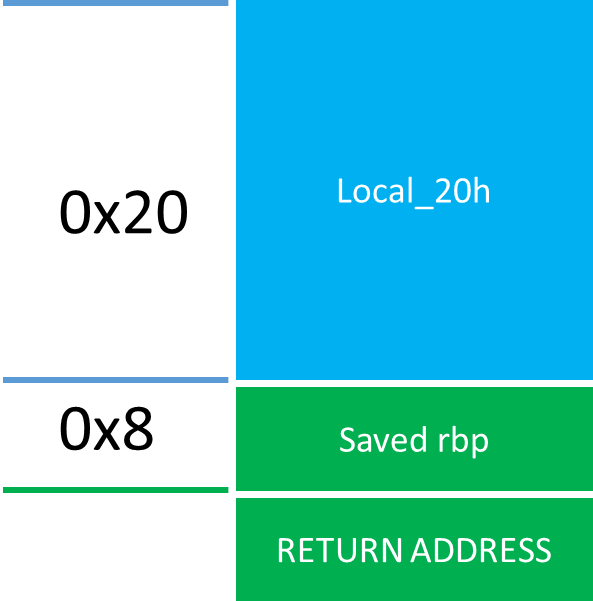 0x20
Local_20h
0x8
Saved rbp
RETURN ADDRESS